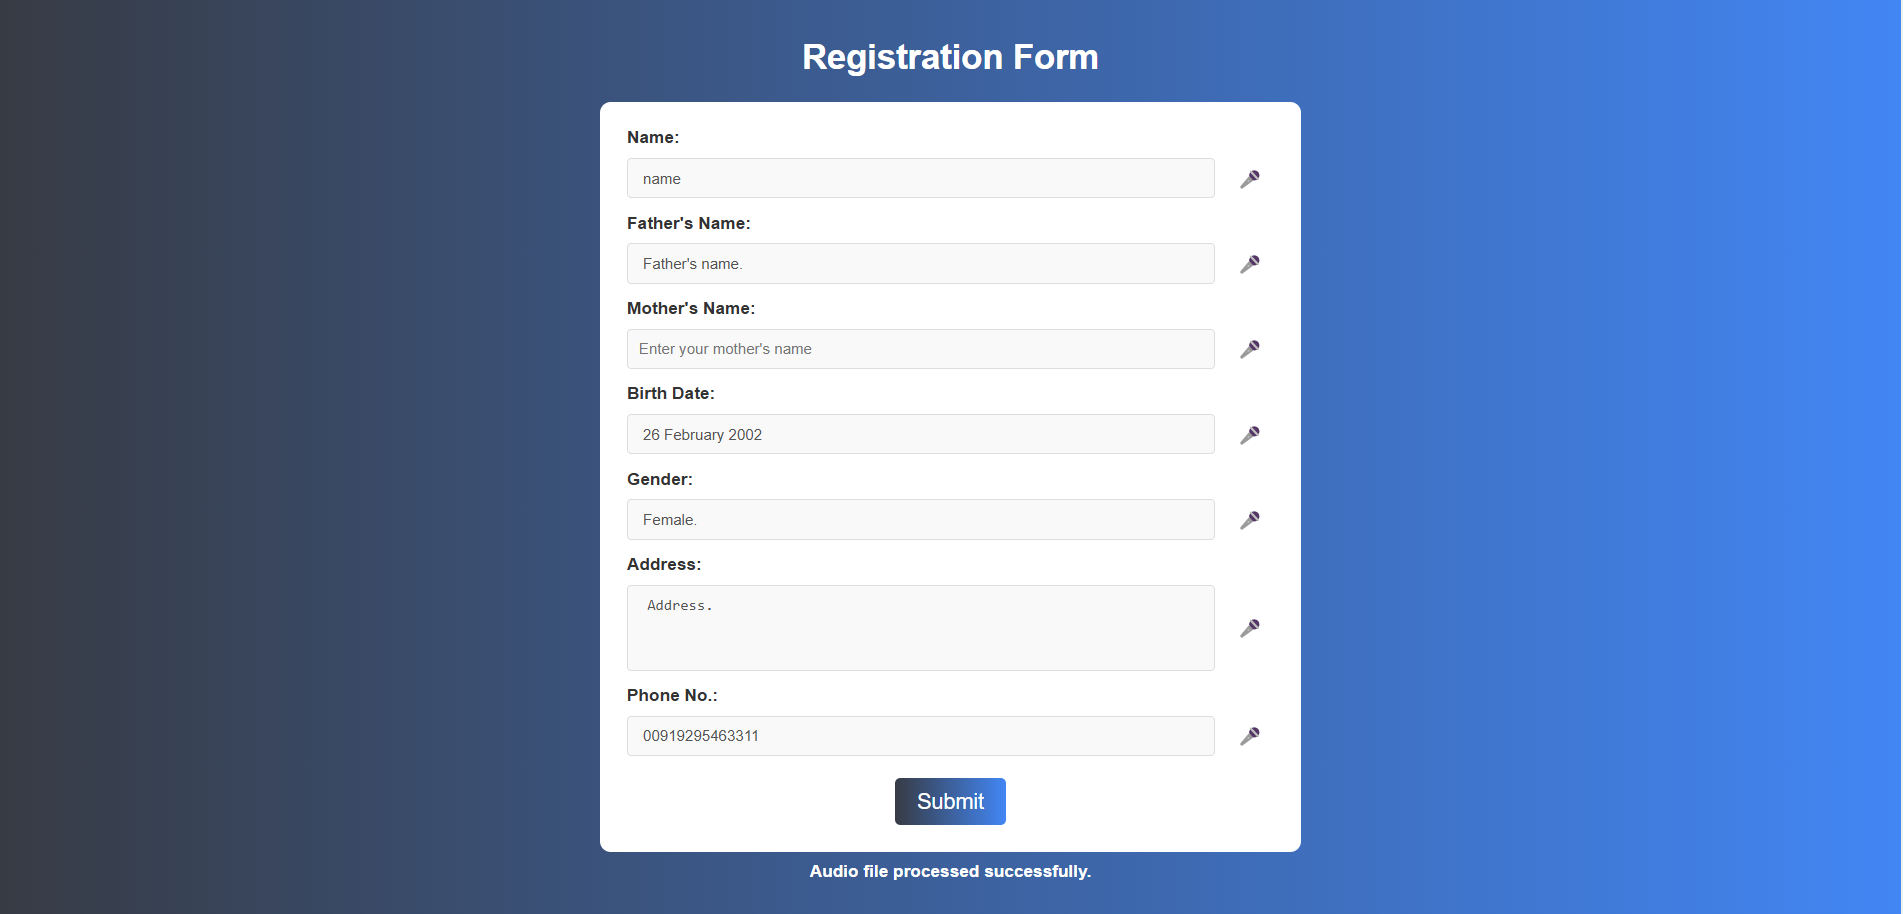 Registration Form
Name:
name
Father's Name:
Father's name.
Mother's Name:
Enter your mother's name
Birth Date:
26 February 2002
Gender:
Female.
Address:
Address.
Phone No.:
00919295463311
Submit
Audio file processed successfully.